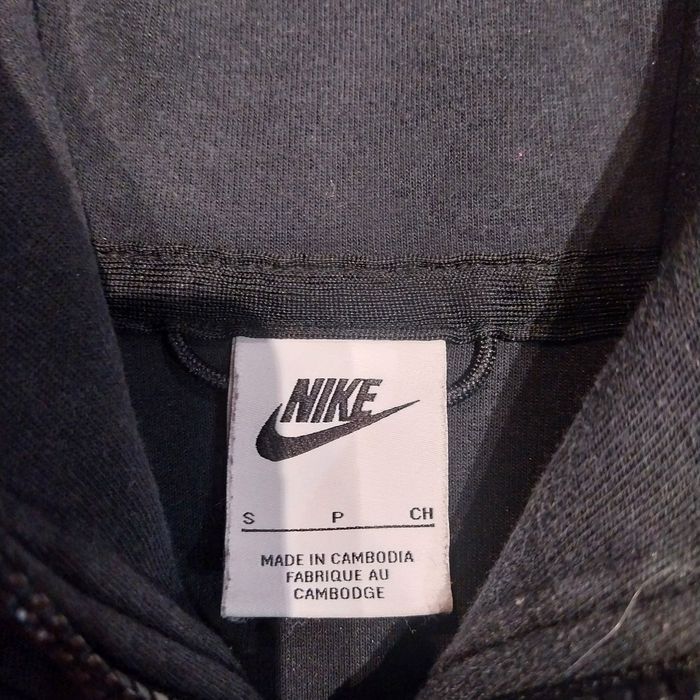 NIKE
S P CH
MADE IN CAMBODIA
FABRIQUE AU
CAMBODGE